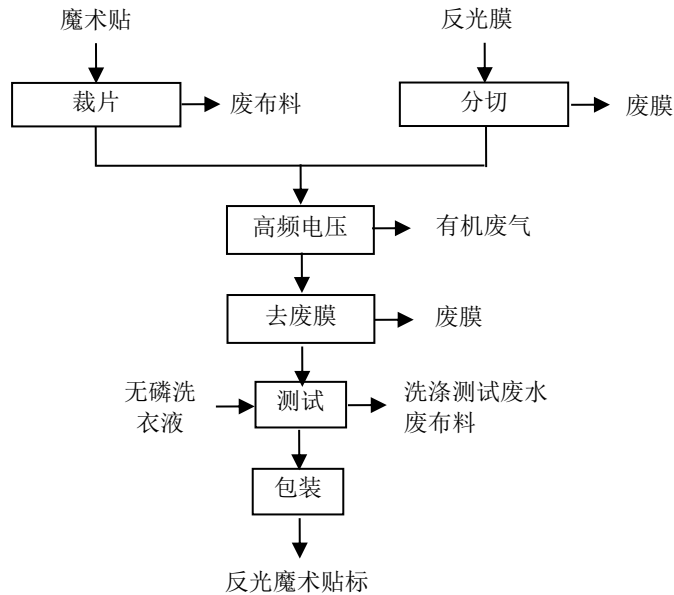 魔术贴
反光膜
裁片
废布料
分切
废膜
高频电压
有机废气
去废膜
废膜
无磷洗
衣液
测试
洗涤测试废水
废布料
包装
反光魔术贴标